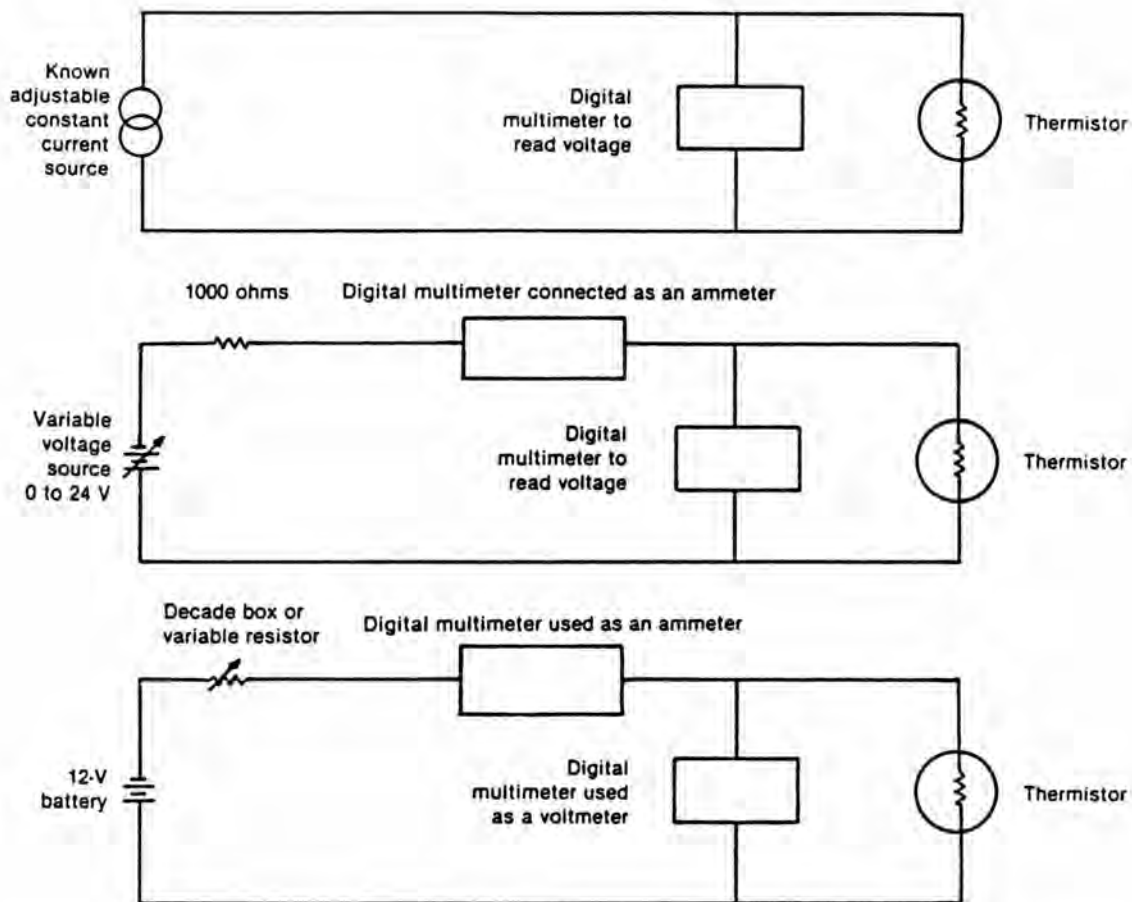 Known
adjustable
constant
current
source
Digital
multimeter to
read voltage
Thermistor
1000 ohms
Digital multimeter connected as an ammeter
Variable
voltage
source
0 to 24 V
Digital
multimeter to
read voltage
Thermistor
Decade box or
variable resistor
Digital multimeter used as an ammeter
12-V
battery
Digital
multimeter used
as a voltmeter
Thermistor